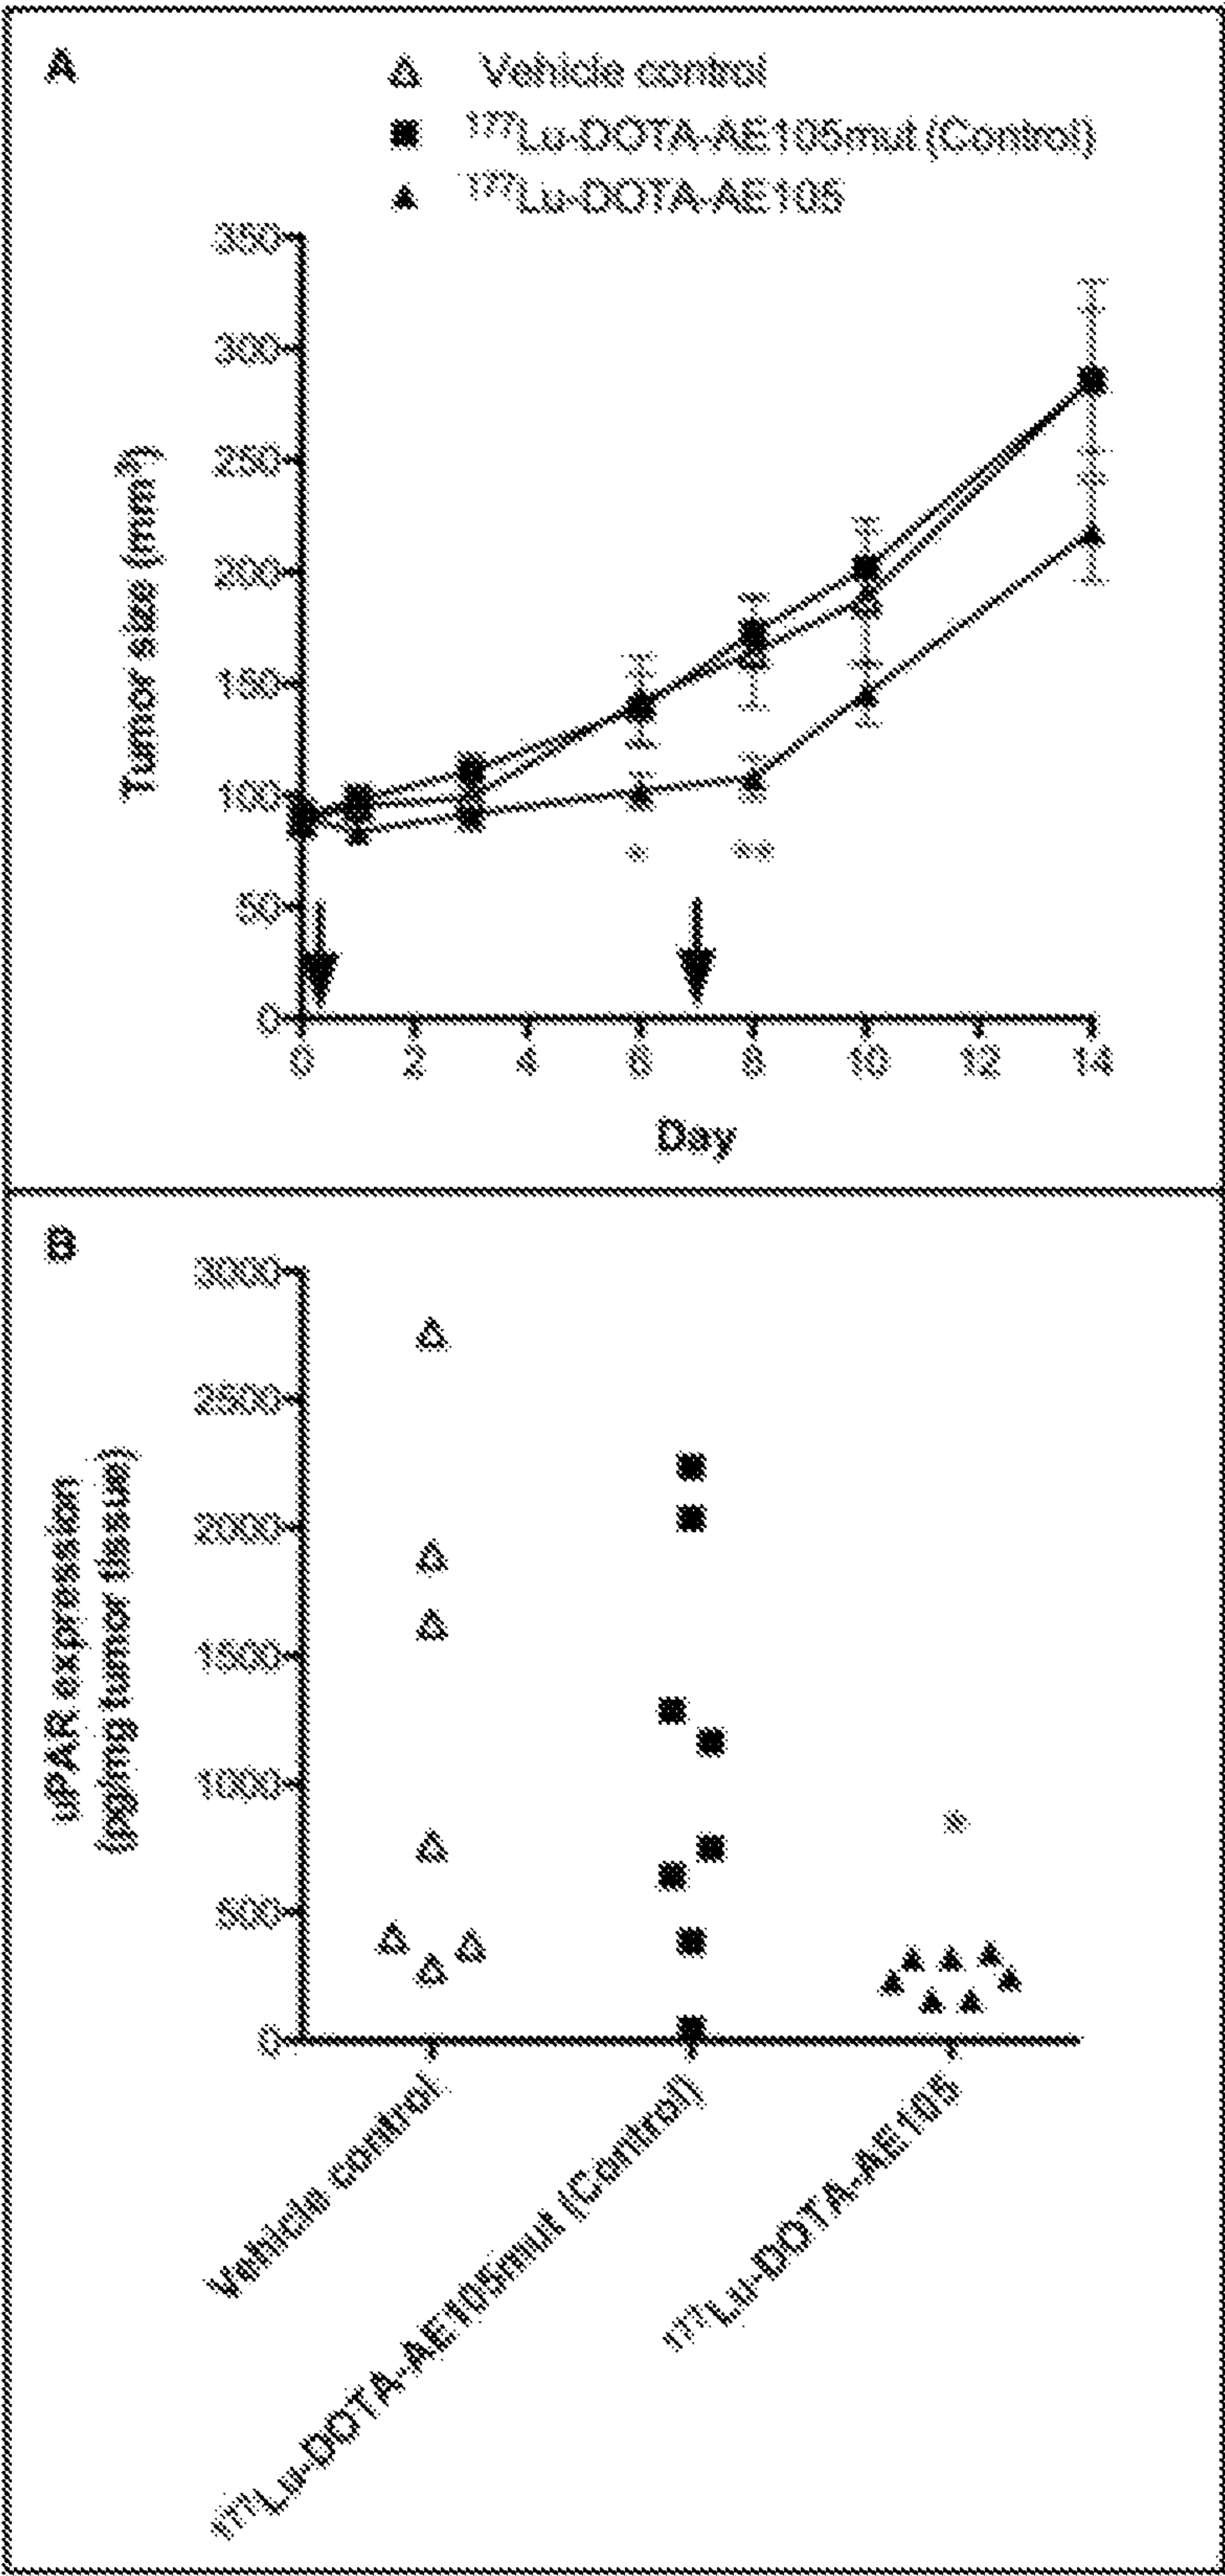 A
Vehicle control
177Lu-DOTA-AE105mut (Control)
177Lu-DOTA-AE105
350
300
250
200
150
100
50
0
Tumor size (mm3)
* **
0 2 4 6 8 10 12 14
Day
B
3000
2500
2000
1500
1000
500
0
uPAR expression
(pg/mg tumor tissue)
*
Vehicle control
177Lu-DOTA-AE105mut (Control)
177Lu-DOTA-AE105